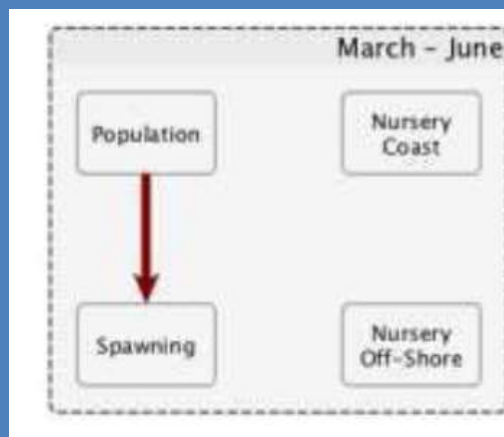 March – June
Population
Nursery
Coast
Spawning
Nursery
Off-Shore